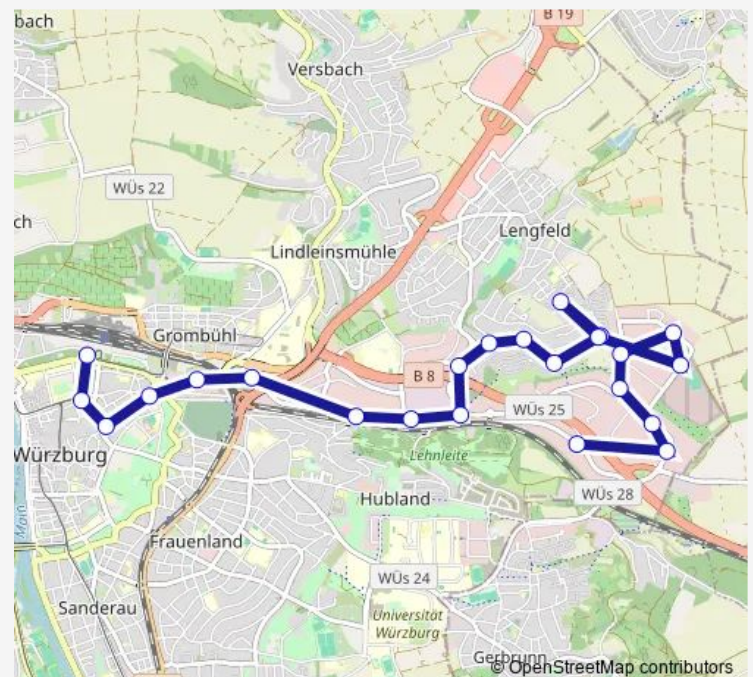 bach
B 19
Versbach
WÜs 22
ch
Lengfeld
Lindleinsmühle
Grombühl
B 8
WÜs 25
Würzburg
Lehnleite
Main
WÜs 28
Hubland
Frauenland
WÜs 24
Sanderau
Universität
Würzburg
Gerbrunn
© OpenStreetMap contributors